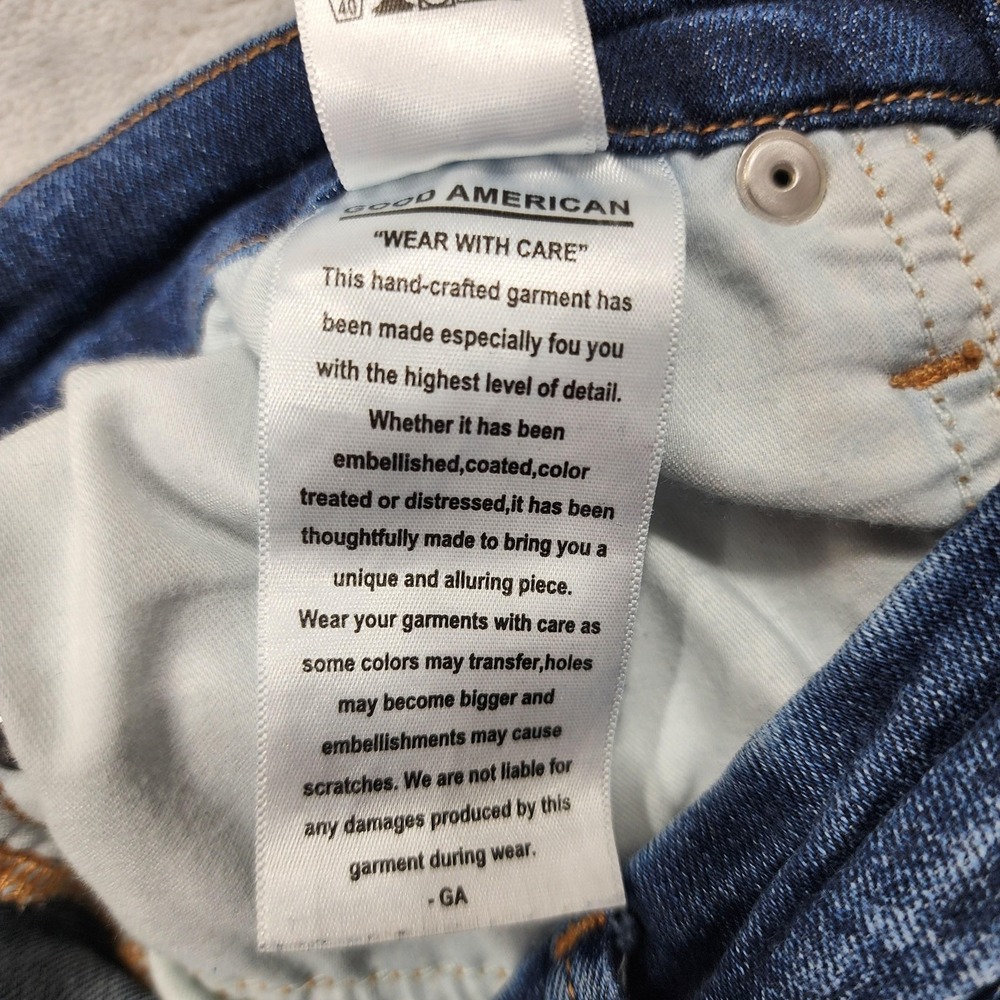 40
GOOD AMERICAN
“WEAR WITH CARE”
This hand-crafted garment has
been made especially fou you
with the highest level of detail.
Whether it has been
embellished,coated,color
treated or distressed,it has been
thoughtfully made to bring you a
unique and alluring piece.
Wear your garments with care as
some colors may transfer,holes
may become bigger and
embellishments may cause
scratches. We are not liable for
any damages produced by this
garment during wear.
- GA